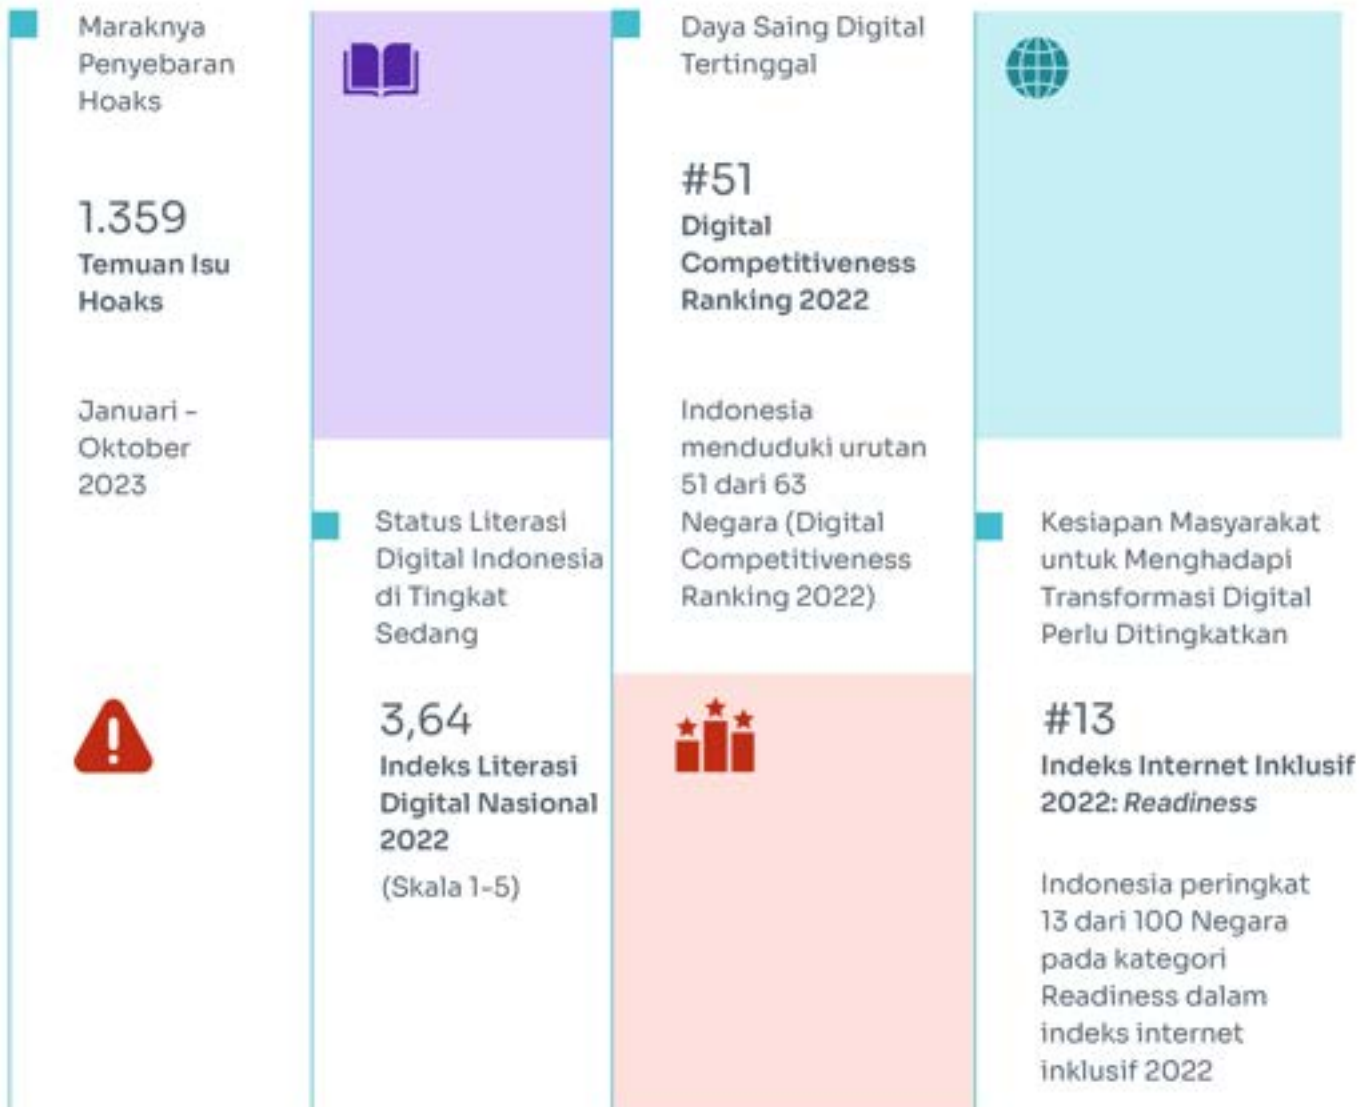 Maraknya
Penyebaran
Hoaks
1.359
Temuan Isu
Hoaks
Januari -
Oktober
2023
Status Literasi
Digital Indonesia
di Tingkat
Sedang
3,64
Indeks Literasi
Digital Nasional
2022
(Skala 1-5)
Daya Saing Digital
Tertinggal
#51
Digital
Competitiveness
Ranking 2022
Indonesia
menduduki urutan
51 dari 63
Negara (Digital
Competitiveness
Ranking 2022)
Kesiapan Masyarakat
untuk Menghadapi
Transformasi Digital
Perlu Ditingkatkan
#13
Indeks Internet Inklusif
2022: Readiness
Indonesia peringkat
13 dari 100 Negara
pada kategori
Readiness dalam
indeks internet
inklusif 2022